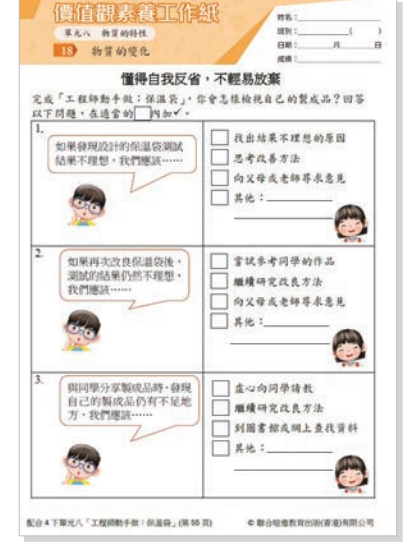 價值觀素養工作紙
單元八 物質的特性
18 物質的變化
姓名：
班別： ( )
日期： 月 日
成績：
懂得自我反省，不輕易放棄
完成「工程師動手做：保溫袋」，你會怎樣檢視自己的製成品？回答
以下問題，在適當的□內加✓。
1.
如果發現設計的保溫袋測試
結果不理想，我們應該……
□ 找出結果不理想的原因
□ 思考改善方法
□ 向父母或老師尋求意見
□ 其他：
2.
如果再次改良保溫袋後，
測試的結果仍然不理想，
我們應該……
□ 嘗試參考同學的作品
□ 繼續研究改良方法
□ 向父母或老師尋求意見
□ 其他：
3.
與同學分享製成品時，發現
自己的製成品仍有不足地
方，我們應該……
□ 虛心向同學請教
□ 繼續研究改良方法
□ 到圖書館或網上查找資料
□ 其他：
配合 4 下單元八「工程師動手做：保溫袋」(第 55 頁)
© 聯合培進教育出版(香港)有限公司